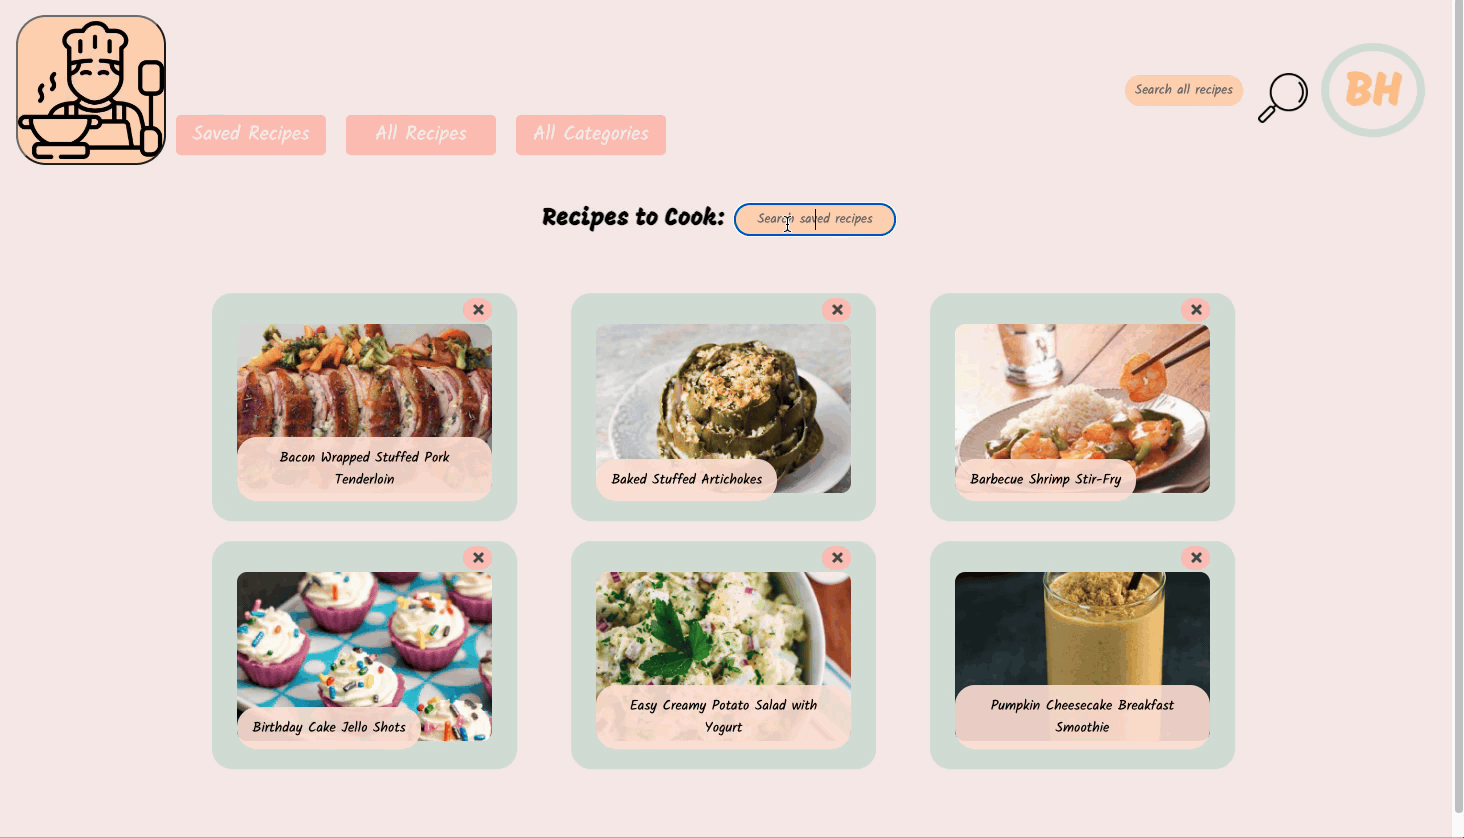 Search all recipes
BH
Saved Recipes
All Recipes
All Categories
Recipes to Cook:
Search saved recipes
Bacon Wrapped Stuffed Pork
Tenderloin
Baked Stuffed Artichokes
Barbecue Shrimp Stir-Fry
Birthday Cake Jello Shots
Easy Creamy Potato Salad with
Yogurt
Pumpkin Cheesecake Breakfast
Smoothie